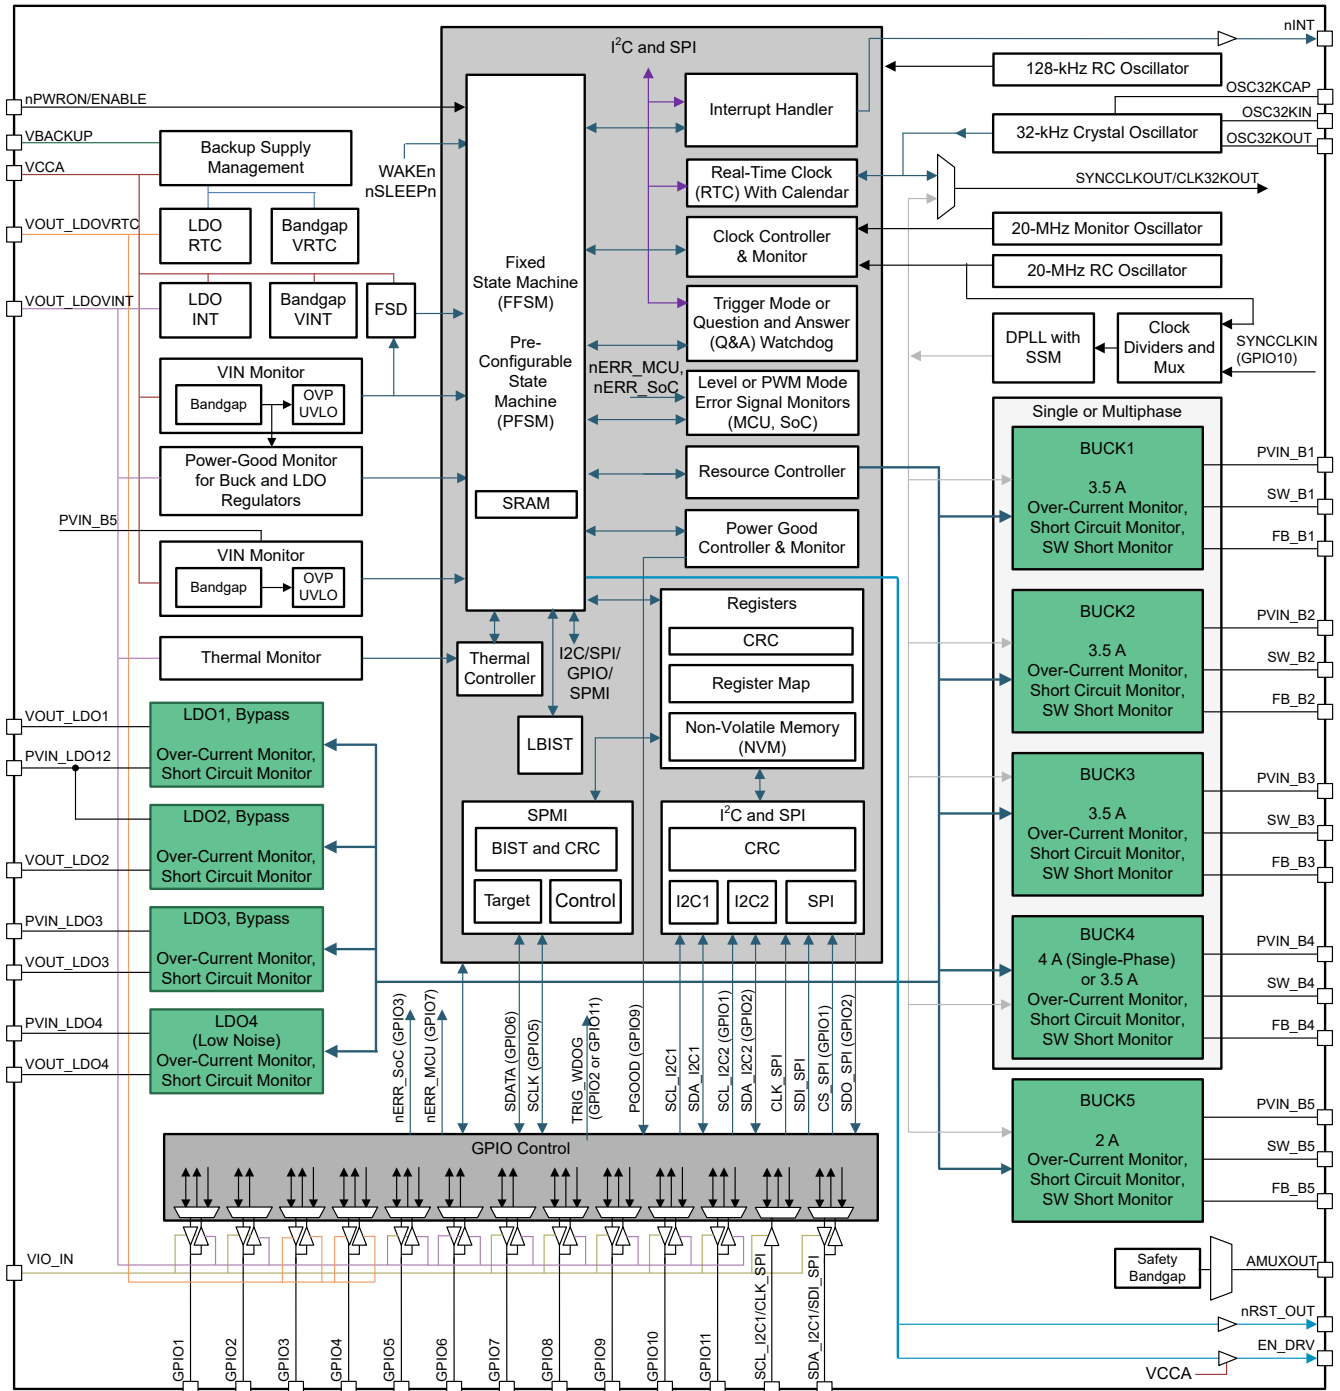 nINT
I²C and SPI
128-kHz RC Oscillator
OSC32KCAP
nPWRON/ENABLE
Interrupt Handler
OSC32KIN
32-kHz Crystal Oscillator
OSC32KOUT
VBACKUP
Backup Supply
Management
VCCA
WAKEn
nSLEEPn
Real-Time Clock
(RTC) With Calendar
SYNCCLKOUT/CLK32KOUT
VOUT_LDOVRTC
LDO
RTC
Bandgap
VRTC
Clock Controller
& Monitor
20-MHz Monitor Oscillator
20-MHz RC Oscillator
Fixed
State Machine
(FFSM)
Pre-
Configurable
State
Machine
(PFSM)
SRAM
VOUT_LDOVINT
LDO
INT
Bandgap
VINT
FSD
Trigger Mode or
Question and Answer
(Q&A) Watchdog
DPLL with
SSM
Clock
Dividers and
Mux
SYNCCLKIN
(GPIO10)
VIN Monitor
Bandgap
OVP
UVLO
nERR_MCU,
nERR_SoC
Level or PWM Mode
Error Signal Monitors
(MCU, SoC)
Power-Good Monitor
for Buck and LDO
Regulators
Resource Controller
PVIN_B5
Power Good
Controller & Monitor
VIN Monitor
Bandgap
OVP
UVLO
Thermal Monitor
Thermal
Controller
I2C/SPI/
GPIO/
SPMI
LBIST
Registers
CRC
Register Map
Non-Volatile Memory
(NVM)
Single or Multiphase
BUCK1
3.5 A
Over-Current Monitor,
Short Circuit Monitor,
SW Short Monitor
PVIN_B1
SW_B1
FB_B1
BUCK2
3.5 A
Over-Current Monitor,
Short Circuit Monitor,
SW Short Monitor
PVIN_B2
SW_B2
FB_B2
BUCK3
3.5 A
Over-Current Monitor,
Short Circuit Monitor,
SW Short Monitor
PVIN_B3
SW_B3
FB_B3
BUCK4
4 A (Single-Phase)
or 3.5 A
Over-Current Monitor,
Short Circuit Monitor,
SW Short Monitor
PVIN_B4
SW_B4
FB_B4
BUCK5
2 A
Over-Current Monitor,
Short Circuit Monitor,
SW Short Monitor
PVIN_B5
SW_B5
FB_B5
VOUT_LDO1
PVIN_LDO12
LDO1, Bypass
Over-Current Monitor,
Short Circuit Monitor
LDO2, Bypass
Over-Current Monitor,
Short Circuit Monitor
VOUT_LDO2
PVIN_LDO3
LDO3, Bypass
Over-Current Monitor,
Short Circuit Monitor
VOUT_LDO3
PVIN_LDO4
LDO4
(Low Noise)
Over-Current Monitor,
Short Circuit Monitor
VOUT_LDO4
SPMI
BIST and CRC
Target
Control
I²C and SPI
CRC
I2C1
I2C2
SPI
nERR_SoC (GPIO3)
nERR_MCU (GPIO7)
SDATA (GPIO6)
SCLK (GPIO5)
TRIG_WDOG
(GPIO2 or GPIO11)
PGOOD (GPIO9)
SCL_I2C1
SDA_I2C1
SCL_I2C2 (GPIO1)
SDA_I2C2 (GPIO2)
CLK_SPI
SDI_SPI
CS_SPI (GPIO1)
SDO_SPI (GPIO2)
GPIO Control
VIO_IN
GPIO1
GPIO2
GPIO3
GPIO4
GPIO5
GPIO6
GPIO7
GPIO8
GPIO9
GPIO10
GPIO11
SCL_I2C1/CLK_SPI
SDA_I2C1/SDI_SPI
Safety
Bandgap
AMUXOUT
nRST_OUT
EN_DRV
VCCA